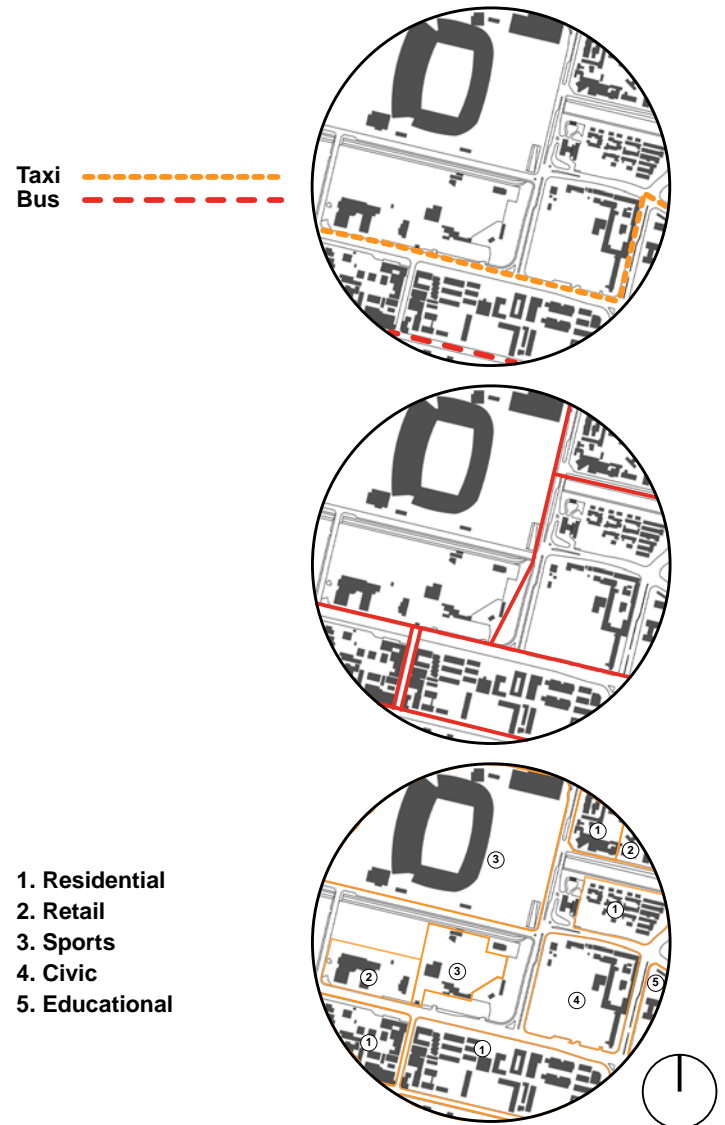 Taxi
Bus
1. Residential
2. Retail
3. Sports
4. Civic
5. Educational
1
2
3
1
2
3
4
5
1
1